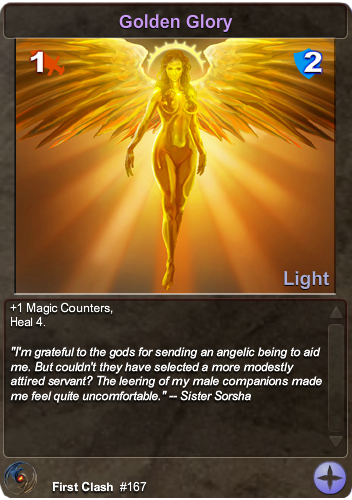 Golden Glory
1 2
Light
+1 Magic Counters,
Heal 4.
"I'm grateful to the gods for sending an angelic being to aid
me. But couldn't they have selected a more modestly
attired servant? The leering of my male companions made
me feel quite uncomfortable." -- Sister Sorsha
First Clash #167